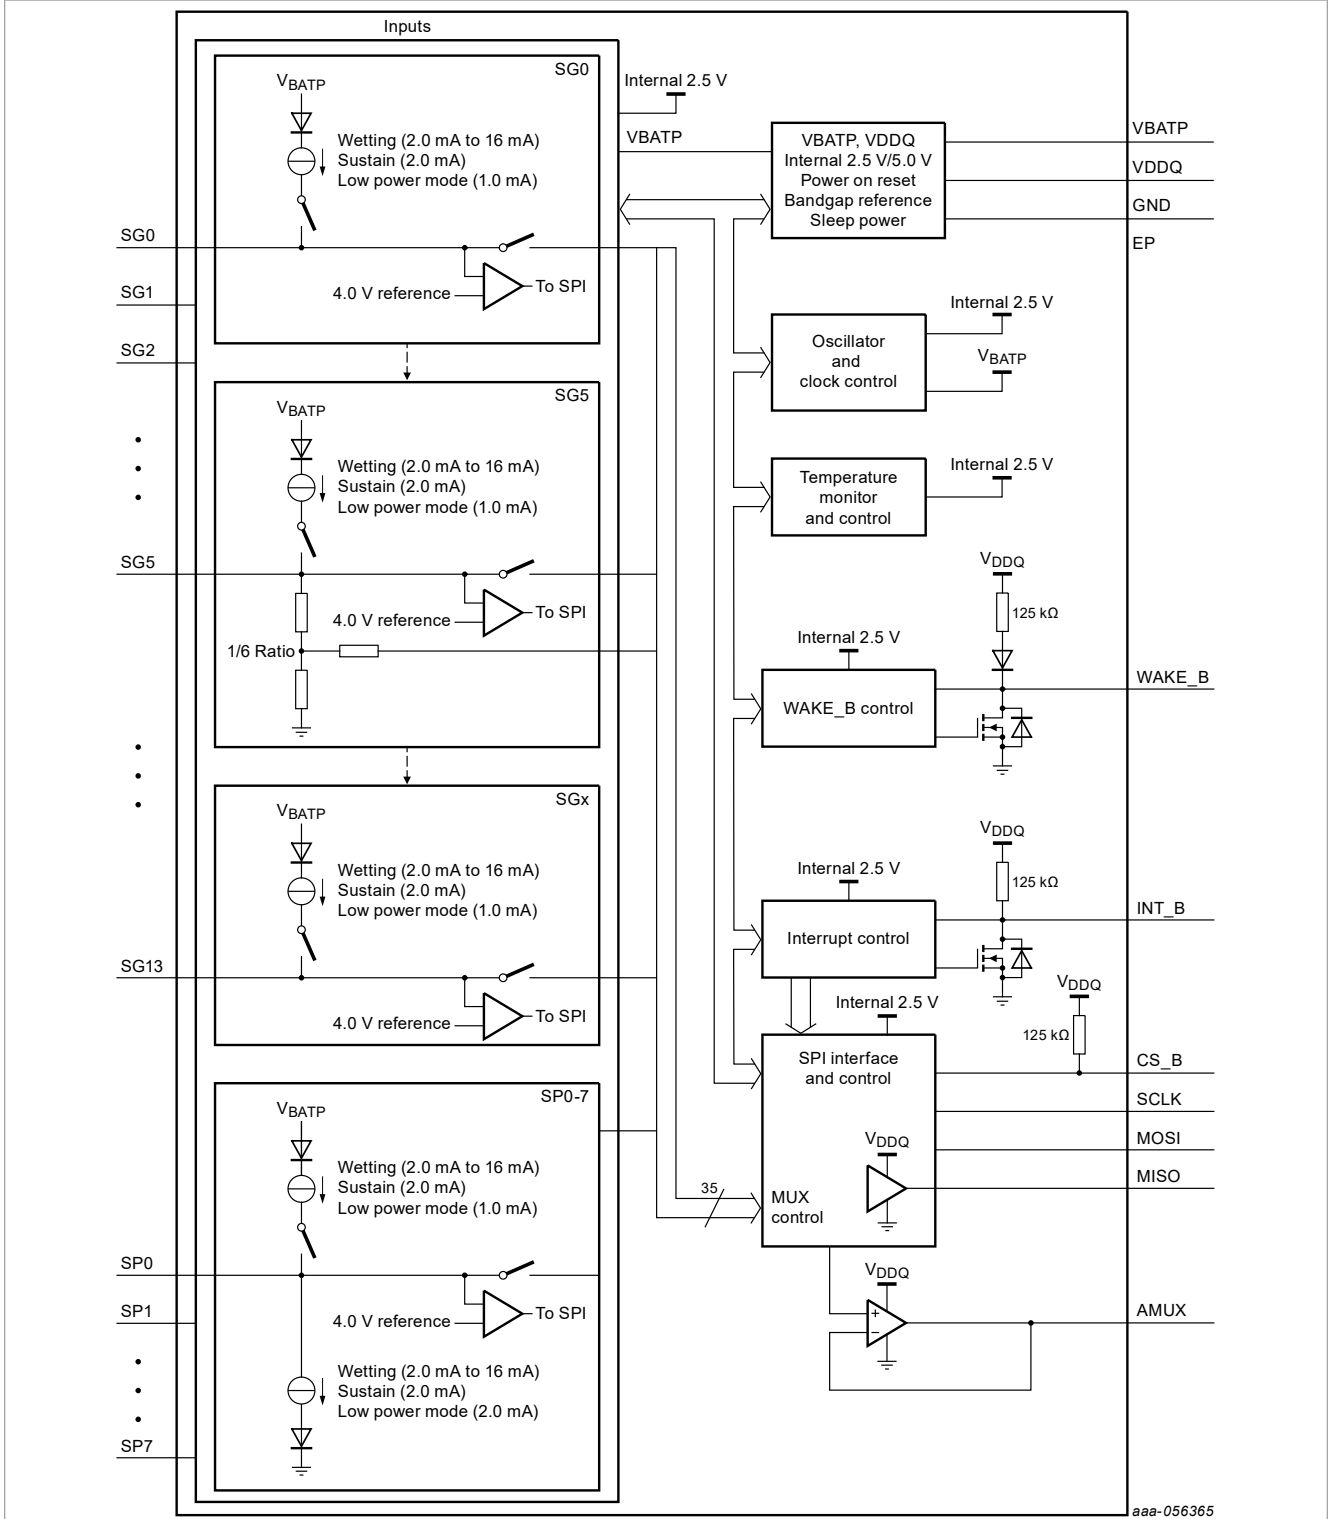 Inputs
SG0
VBATP
Wetting (2.0 mA to 16 mA)
Sustain (2.0 mA)
Low power mode (1.0 mA)
SG0
4.0 V reference
To SPI
SG1
SG2
SG5
VBATP
Wetting (2.0 mA to 16 mA)
Sustain (2.0 mA)
Low power mode (1.0 mA)
SG5
4.0 V reference
To SPI
1/6 Ratio
SGx
VBATP
Wetting (2.0 mA to 16 mA)
Sustain (2.0 mA)
Low power mode (1.0 mA)
SG13
4.0 V reference
To SPI
SP0-7
VBATP
Wetting (2.0 mA to 16 mA)
Sustain (2.0 mA)
Low power mode (1.0 mA)
SP0
4.0 V reference
To SPI
SP1
Wetting (2.0 mA to 16 mA)
Sustain (2.0 mA)
Low power mode (2.0 mA)
SP7
Internal 2.5 V
VBATP
VBATP, VDDQ
Internal 2.5 V/5.0 V
Power on reset
Bandgap reference
Sleep power
VBATP
VDDQ
GND
EP
Oscillator
and
clock control
Internal 2.5 V
VBATP
Temperature
monitor
and control
Internal 2.5 V
VDDQ
125 kΩ
Internal 2.5 V
WAKE_B control
WAKE_B
VDDQ
125 kΩ
Internal 2.5 V
Interrupt control
INT_B
Internal 2.5 V
VDDQ
125 kΩ
SPI interface
and control
CS_B
SCLK
MOSI
VDDQ
MISO
35
MUX
control
VDDQ
+
−
AMUX
aaa-056365